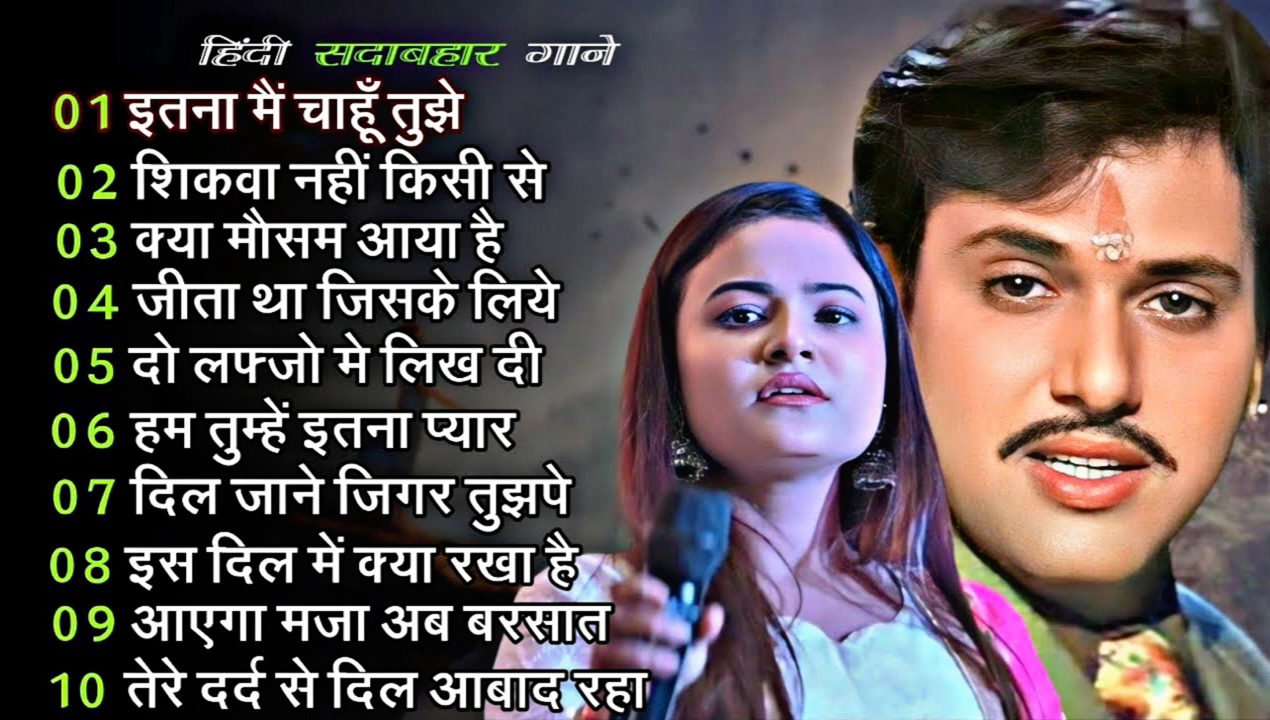 हिंदी सदाबहार गाने
01 इतना मैं चाहूँ तुझे
02 शिकवा नहीं किसी से
03 क्या मौसम आया है
04 जीता था जिसके लिये
05 दो लफ्जो मे लिख दी
06 हम तुम्हें इतना प्यार
07 दिल जाने जिगर तुझपे
08 इस दिल में क्या रखा है
09 आएगा मजा अब बरसात
10 तेरे दर्द से दिल आबाद रहा